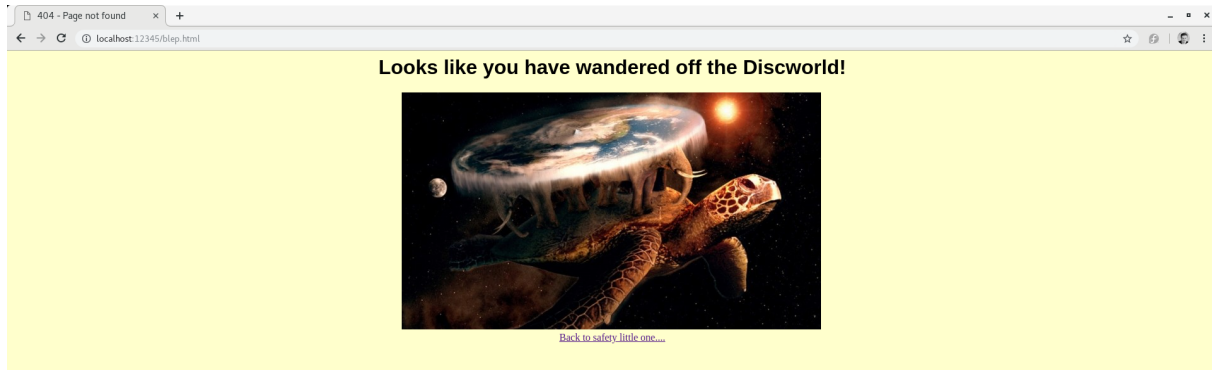 404 - Page not found
localhost:12345/blep.html
Looks like you have wandered off the Discworld!
Back to safety little one....